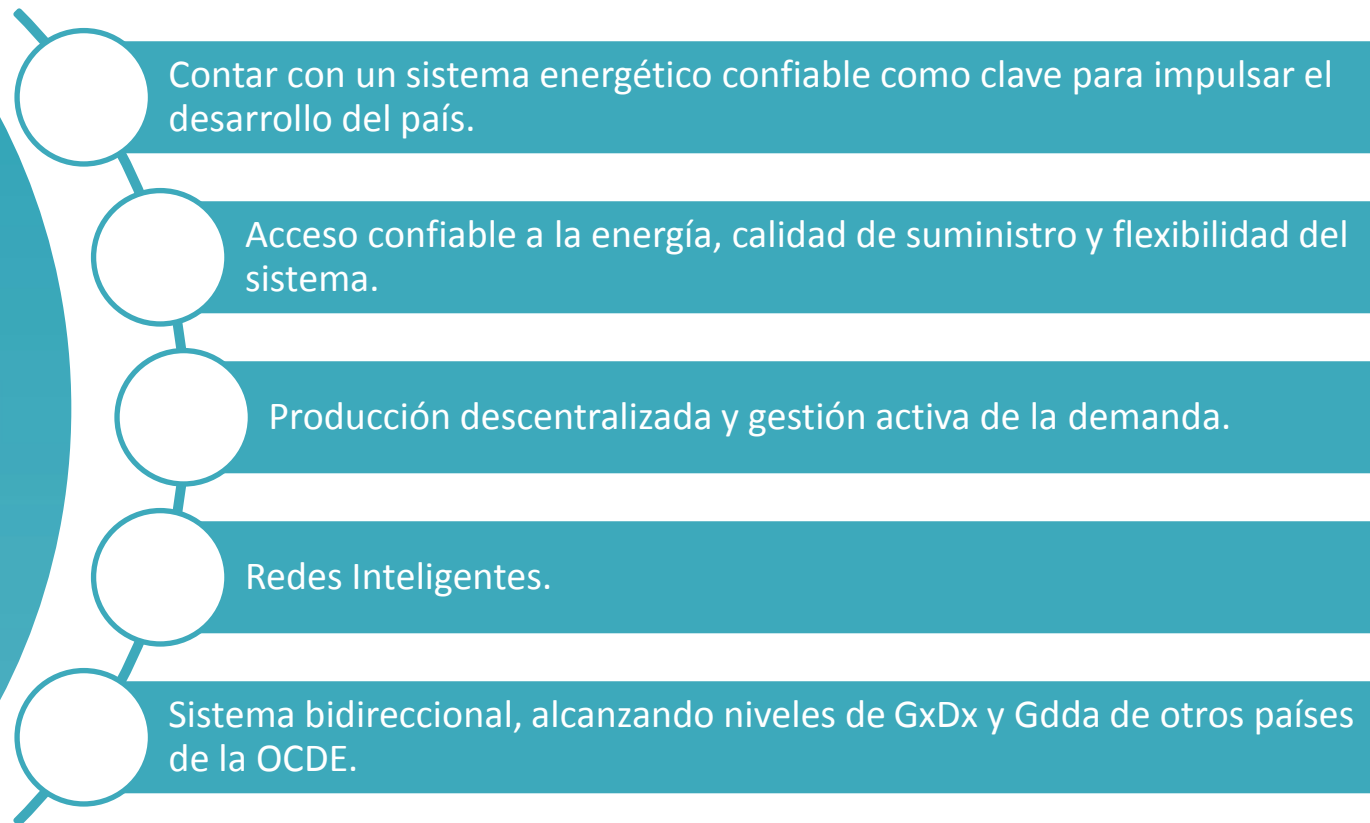 Contar con un sistema energético confiable como clave para impulsar el
desarrollo del país.
Acceso confiable a la energía, calidad de suministro y flexibilidad del
sistema.
Producción descentralizada y gestión activa de la demanda.
Redes Inteligentes.
Sistema bidireccional, alcanzando niveles de GxDx y Gdda de otros países
de la OCDE.